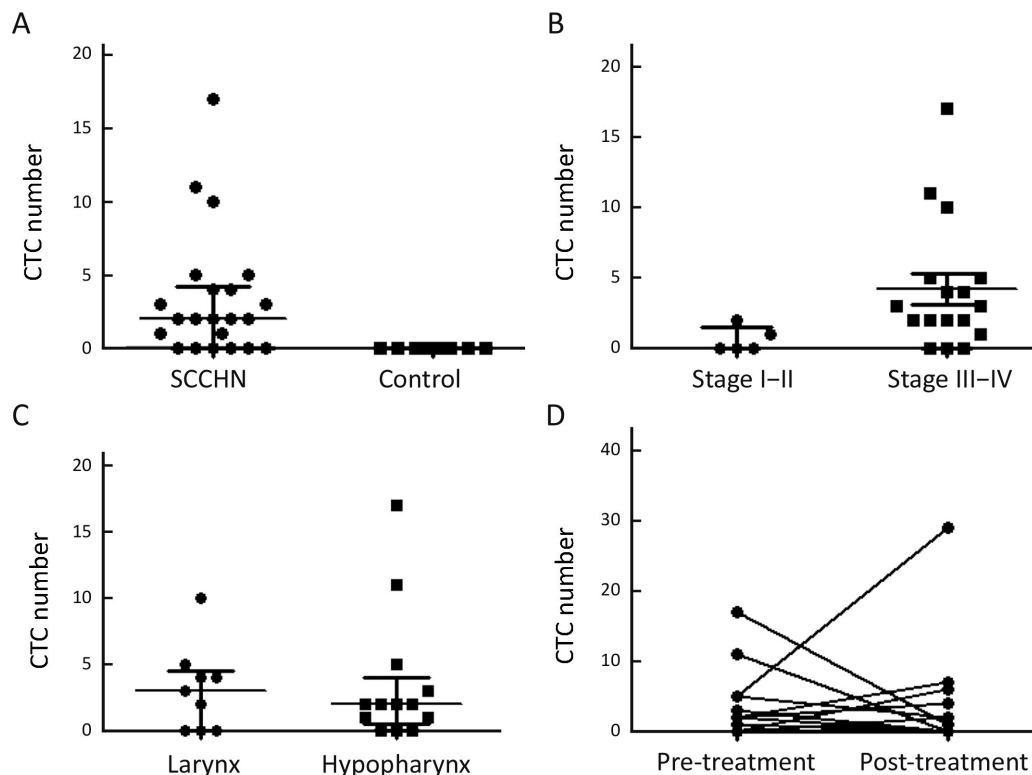 A
20
15
10
5
0
CTC number
SCCHN
Control
B
20
15
10
5
0
CTC number
Stage I–II
Stage III–IV
C
20
15
10
5
0
CTC number
Larynx
Hypopharynx
D
40
30
20
10
0
CTC number
Pre-treatment
Post-treatment